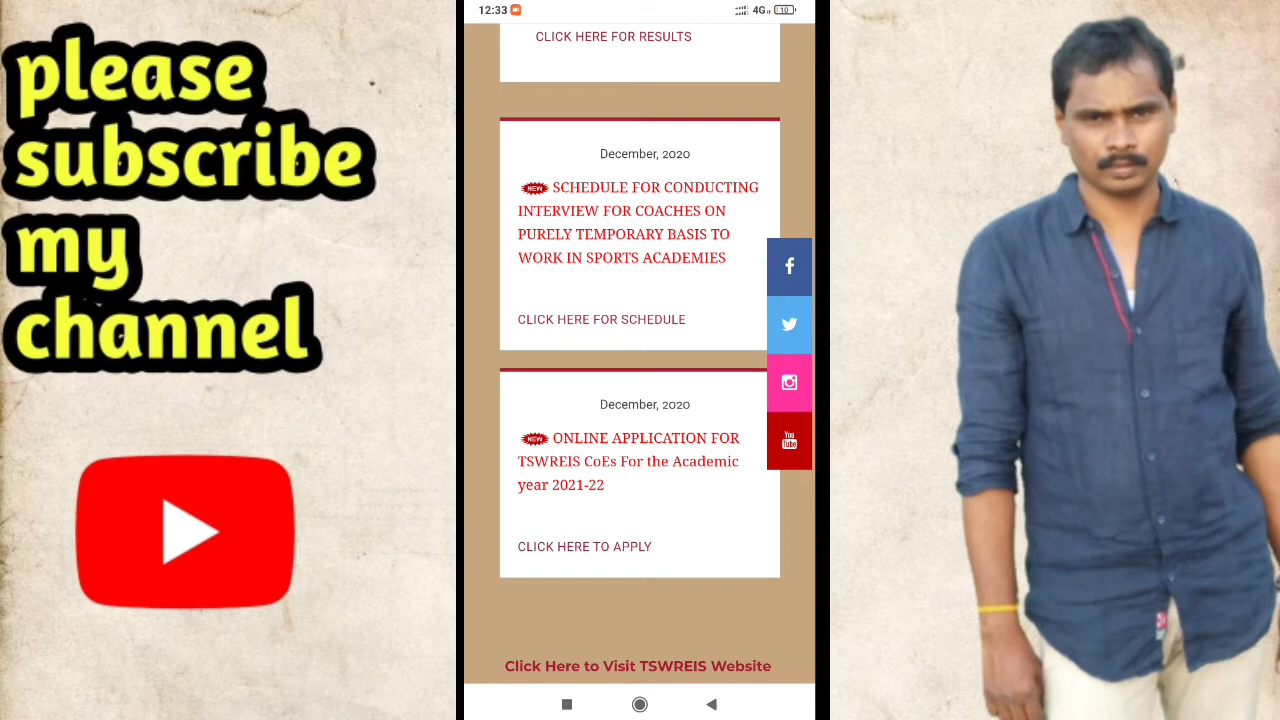 please
subscribe
my
channel
12:33
4G
10
CLICK HERE FOR RESULTS
December, 2020
NEW SCHEDULE FOR CONDUCTING
INTERVIEW FOR COACHES ON
PURELY TEMPORARY BASIS TO
WORK IN SPORTS ACADEMIES
CLICK HERE FOR SCHEDULE
December, 2020
NEW ONLINE APPLICATION FOR
TSWREIS CoEs For the Academic
year 2021-22
CLICK HERE TO APPLY
You
Tube
Click Here to Visit TSWREIS Website